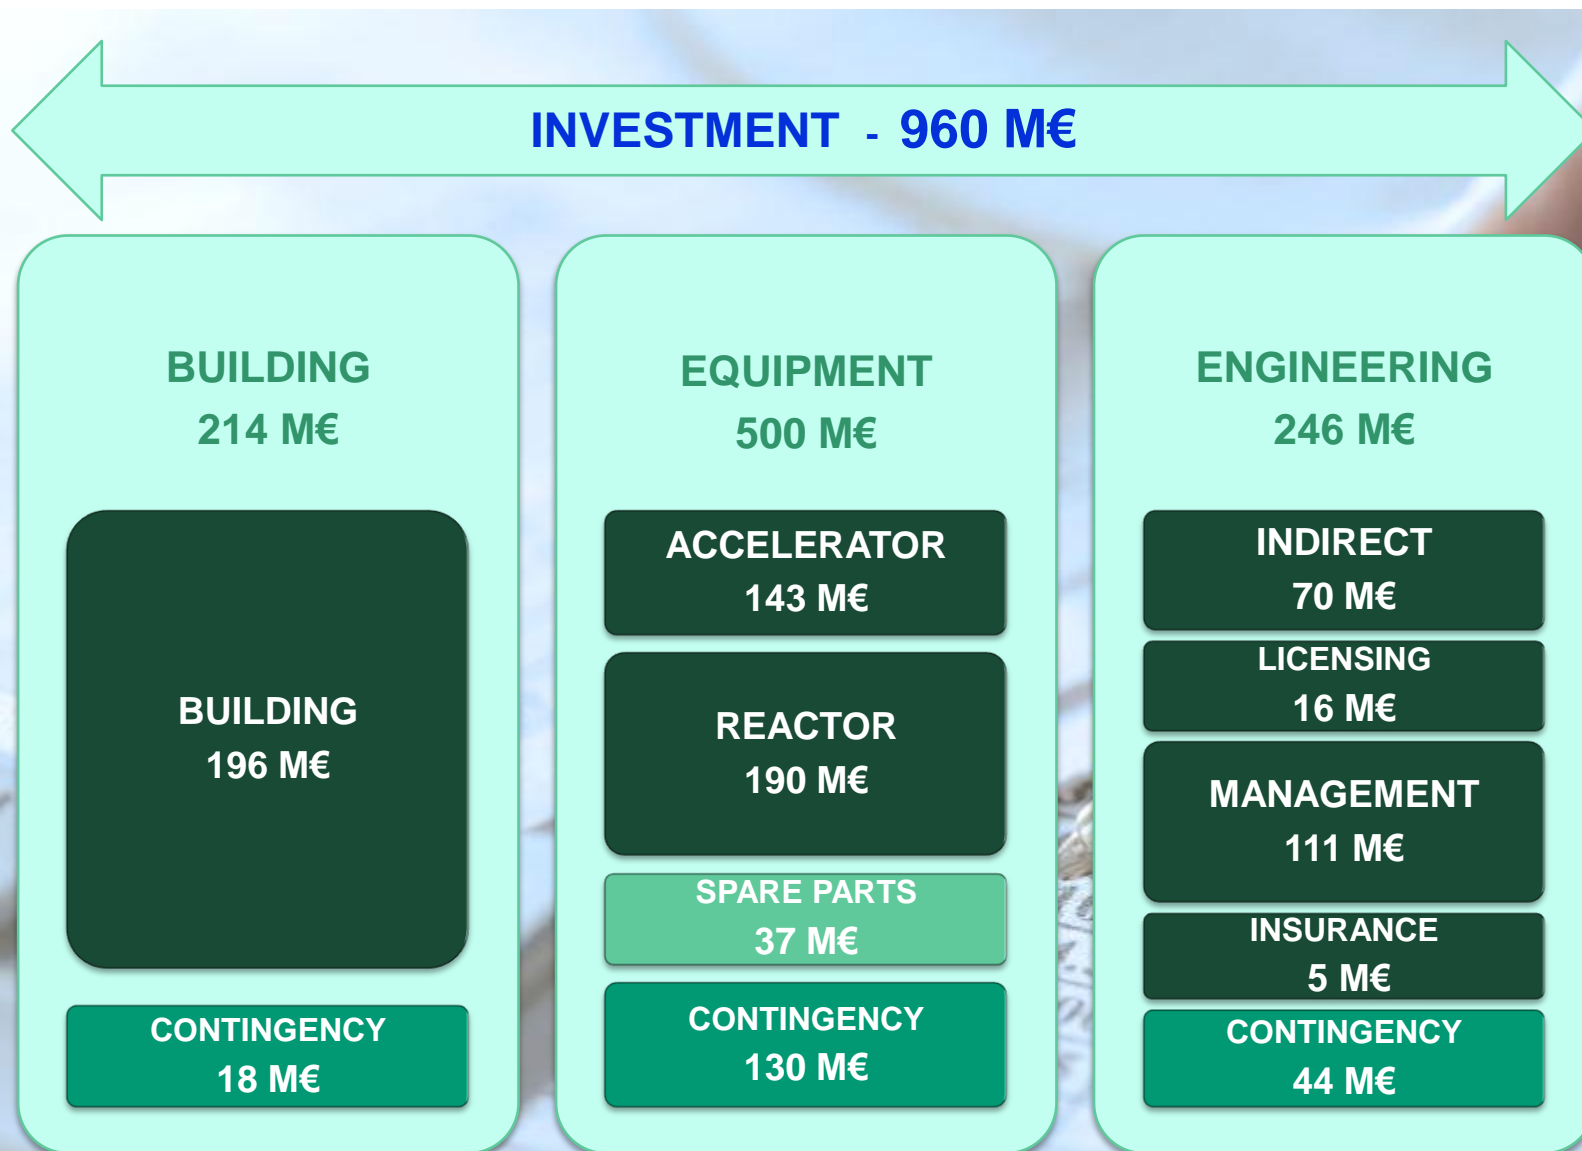 INVESTMENT - 960 M€
BUILDING
214 M€
BUILDING
196 M€
CONTINGENCY
18 M€
EQUIPMENT
500 M€
ACCELERATOR
143 M€
REACTOR
190 M€
SPARE PARTS
37 M€
CONTINGENCY
130 M€
ENGINEERING
246 M€
INDIRECT
70 M€
LICENSING
16 M€
MANAGEMENT
111 M€
INSURANCE
5 M€
CONTINGENCY
44 M€